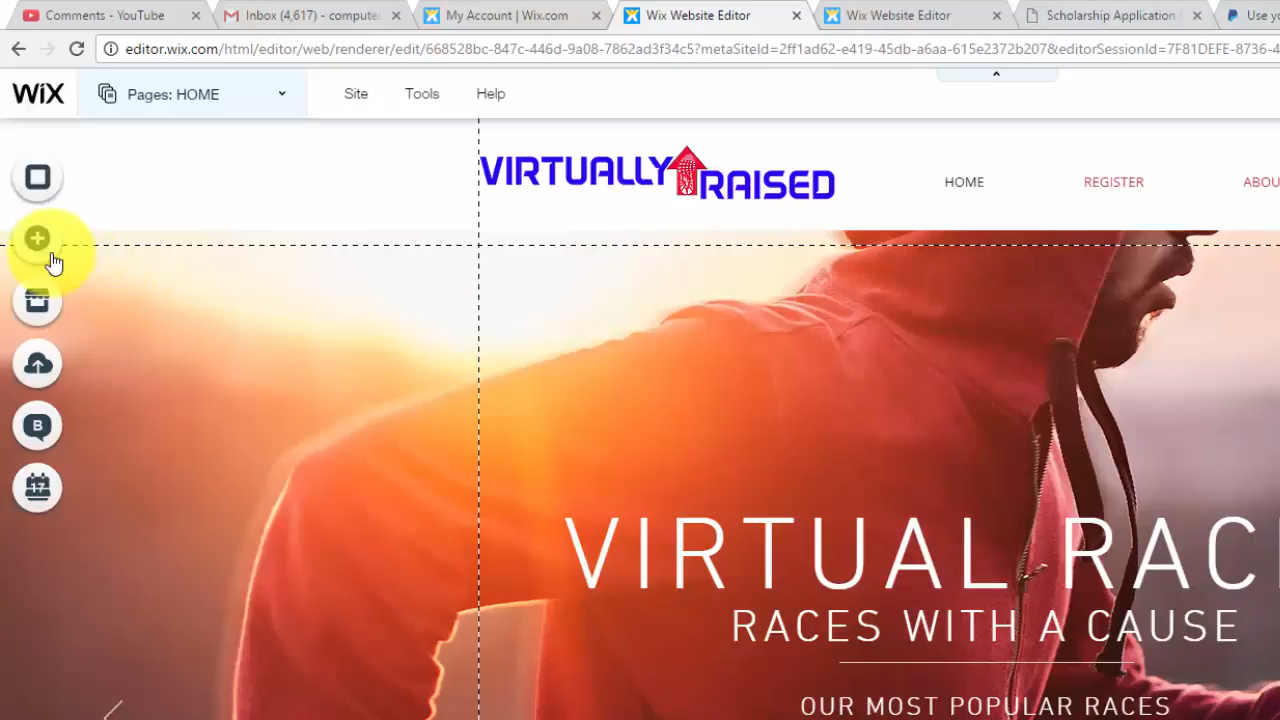 Comments - YouTube
Inbox (4,617) - compute
My Account | Wix.com
Wix Website Editor
Wix Website Editor
Scholarship Application
Use yo
editor.wix.com/html/editor/web/renderer/edit/668528bc-847c-446d-9a08-7862ad3f34c5?metaSiteId=2ff1ad62-e419-45db-a6aa-615e2372b207&editorSessionId=7F81DEFE-8736-4
WiX
Pages: HOME
Site
Tools
Help
VIRTUALLY RAISED
HOME
REGISTER
ABOU
B
17
VIRTUAL RAC
RACES WITH A CAUSE
OUR MOST POPULAR RACES